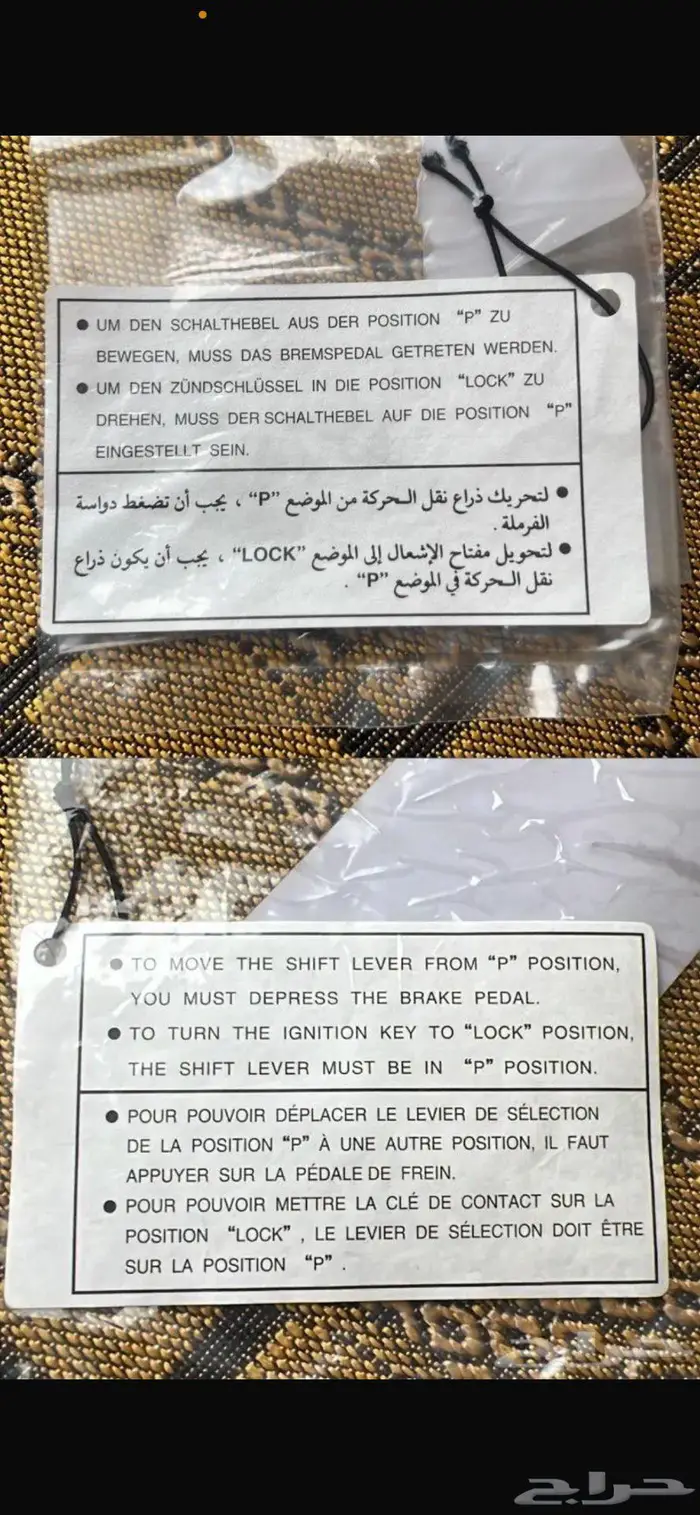 ● UM DEN SCHALTHEBEL AUS DER POSITION “P” ZU
BEWEGEN, MUSS DAS BREMSPEDAL GETRETEN WERDEN.
● UM DEN ZÜNDSCHLÜSSEL IN DIE POSITION “LOCK” ZU
DREHEN, MUSS DER SCHALTHEBEL AUF DIE POSITION “P”
EINGESTELLT SEIN.
● لتحريك ذراع نقل الحركة من الموضع “P” ، يجب أن تضغط دواسة
الفرملة .
● لتحويل مفتاح الإشعال إلى الموضع “LOCK” ، يجب أن يكون ذراع
نقل الحركة في الموضع “P” .
● TO MOVE THE SHIFT LEVER FROM “P” POSITION,
YOU MUST DEPRESS THE BRAKE PEDAL.
● TO TURN THE IGNITION KEY TO “LOCK” POSITION,
THE SHIFT LEVER MUST BE IN “P” POSITION.
● POUR POUVOIR DÉPLACER LE LEVIER DE SÉLECTION
DE LA POSITION “P” À UNE AUTRE POSITION, IL FAUT
APPUYER SUR LA PÉDALE DE FREIN.
● POUR POUVOIR METTRE LA CLÉ DE CONTACT SUR LA
POSITION “LOCK” , LE LEVIER DE SÉLECTION DOIT ÊTRE
SUR LA POSITION “P” .
حراج
حراج